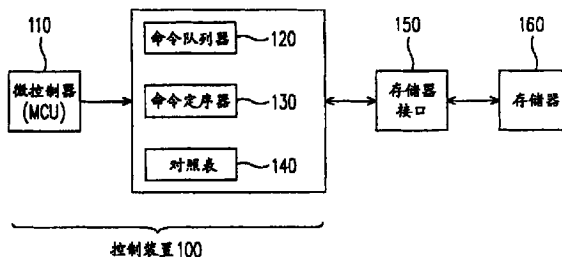 110
微控制器
(MCU)
命令队列器
120
命令定序器
130
对照表
140
150
存储器
接口
160
存储器
控制装置100